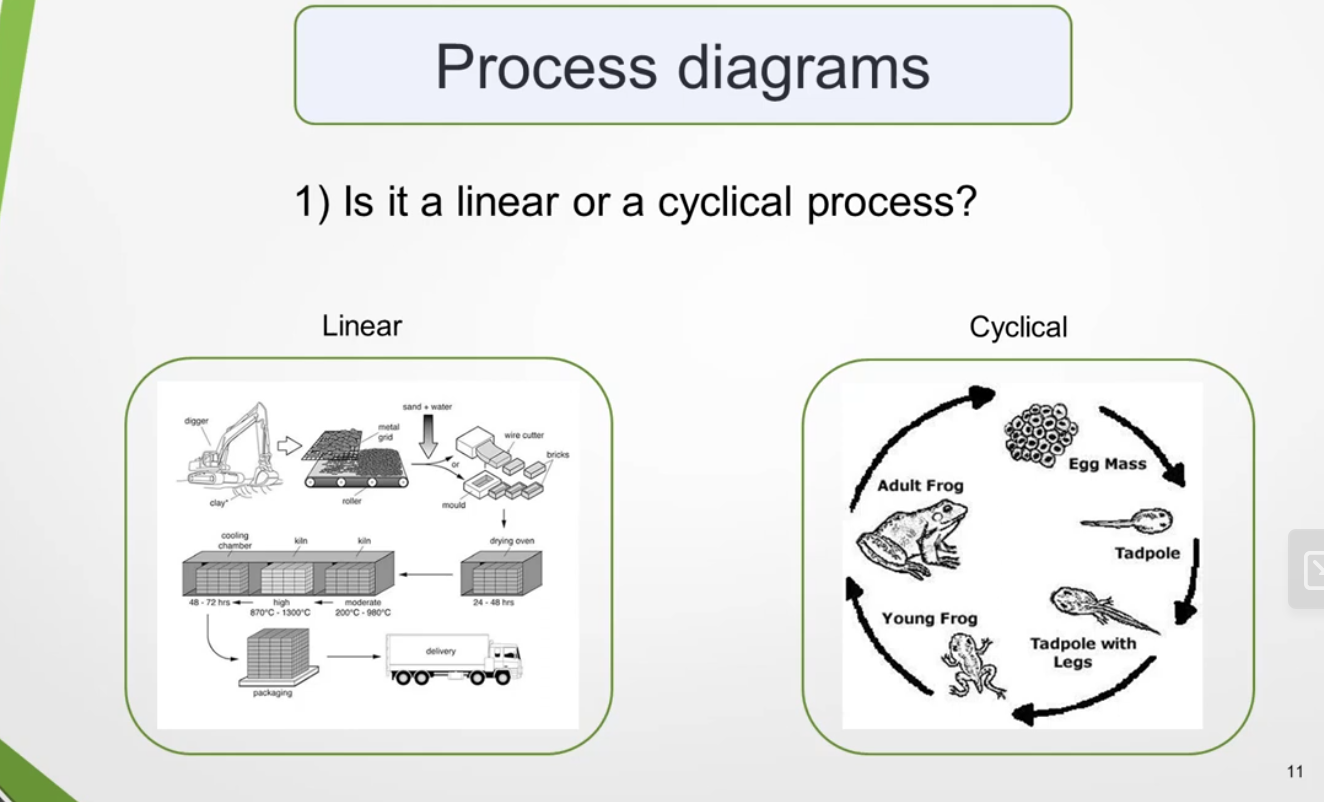 Process diagrams
1) Is it a linear or a cyclical process?
Linear
digger
clay*
metal
grid
roller
sand + water
or
wire cutter
bricks
mould
drying oven
24 - 48 hrs
cooling
chamber
kiln
kiln
48 - 72 hrs
high
870°C - 1300°C
moderate
200°C - 980°C
packaging
delivery
Cyclical
Egg Mass
Tadpole
Tadpole with
Legs
Young Frog
Adult Frog
11